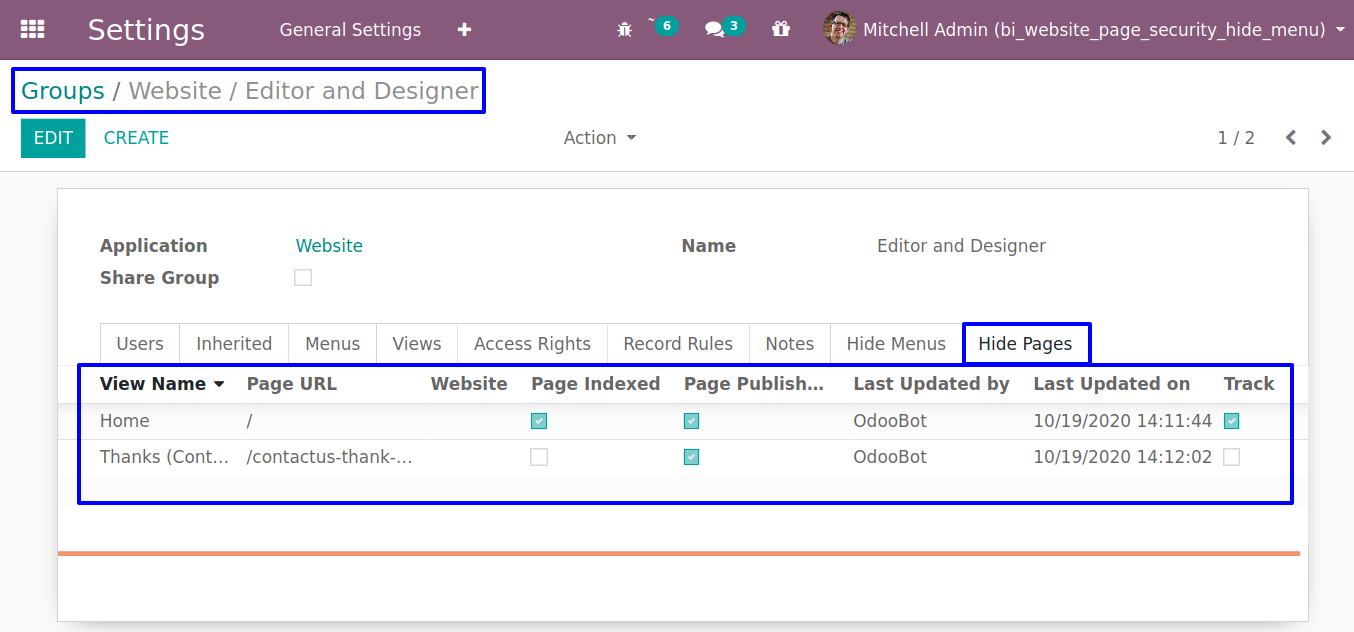 Settings General Settings 6 3 Mitchell Admin (bi_website_page_security_hide_menu)
Groups / Website / Editor and Designer
EDIT CREATE Action 1 / 2
Application Website Name Editor and Designer
Share Group
Users Inherited Menus Views Access Rights Record Rules Notes Hide Menus Hide Pages
View Name Page URL Website Page Indexed Page Publish... Last Updated by Last Updated on Track
Home / OdooBot 10/19/2020 14:11:44
Thanks (Cont... /contactus-thank-... OdooBot 10/19/2020 14:12:02